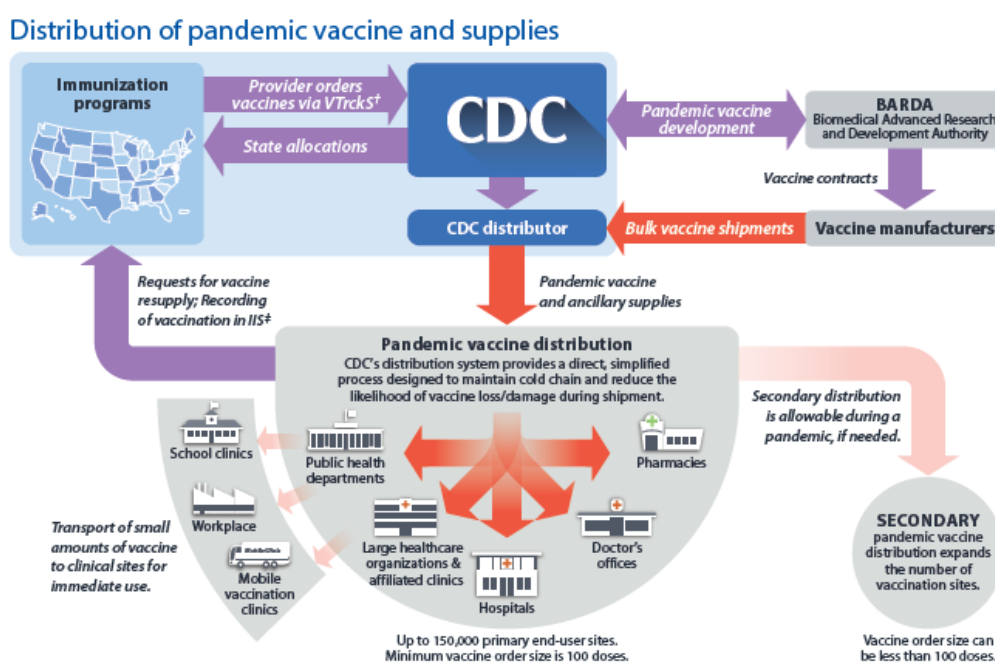 Distribution of pandemic vaccine and supplies
Immunization
programs
Provider orders
vaccines via VTrckS†
State allocations
CDC
Pandemic vaccine
development
BARDA
Biomedical Advanced Research
and Development Authority
Vaccine contracts
CDC distributor
Bulk vaccine shipments
Vaccine manufacturers
Requests for vaccine
resupply; Recording
of vaccination in IIS‡
Pandemic vaccine
and ancillary supplies
Pandemic vaccine distribution
CDC's distribution system provides a direct, simplified
process designed to maintain cold chain and reduce the
likelihood of vaccine loss/damage during shipment.
Secondary distribution
is allowable during a
pandemic, if needed.
School clinics
Public health
departments
Pharmacies
Workplace
Transport of small
amounts of vaccine
to clinical sites for
immediate use.
Mobile
vaccination
clinics
Large healthcare
organizations &
affiliated clinics
Hospitals
Doctor's
offices
SECONDARY
pandemic vaccine
distribution expands
the number of
vaccination sites.
Up to 150,000 primary end-user sites.
Minimum vaccine order size is 100 doses.
Vaccine order size can
be less than 100 doses.